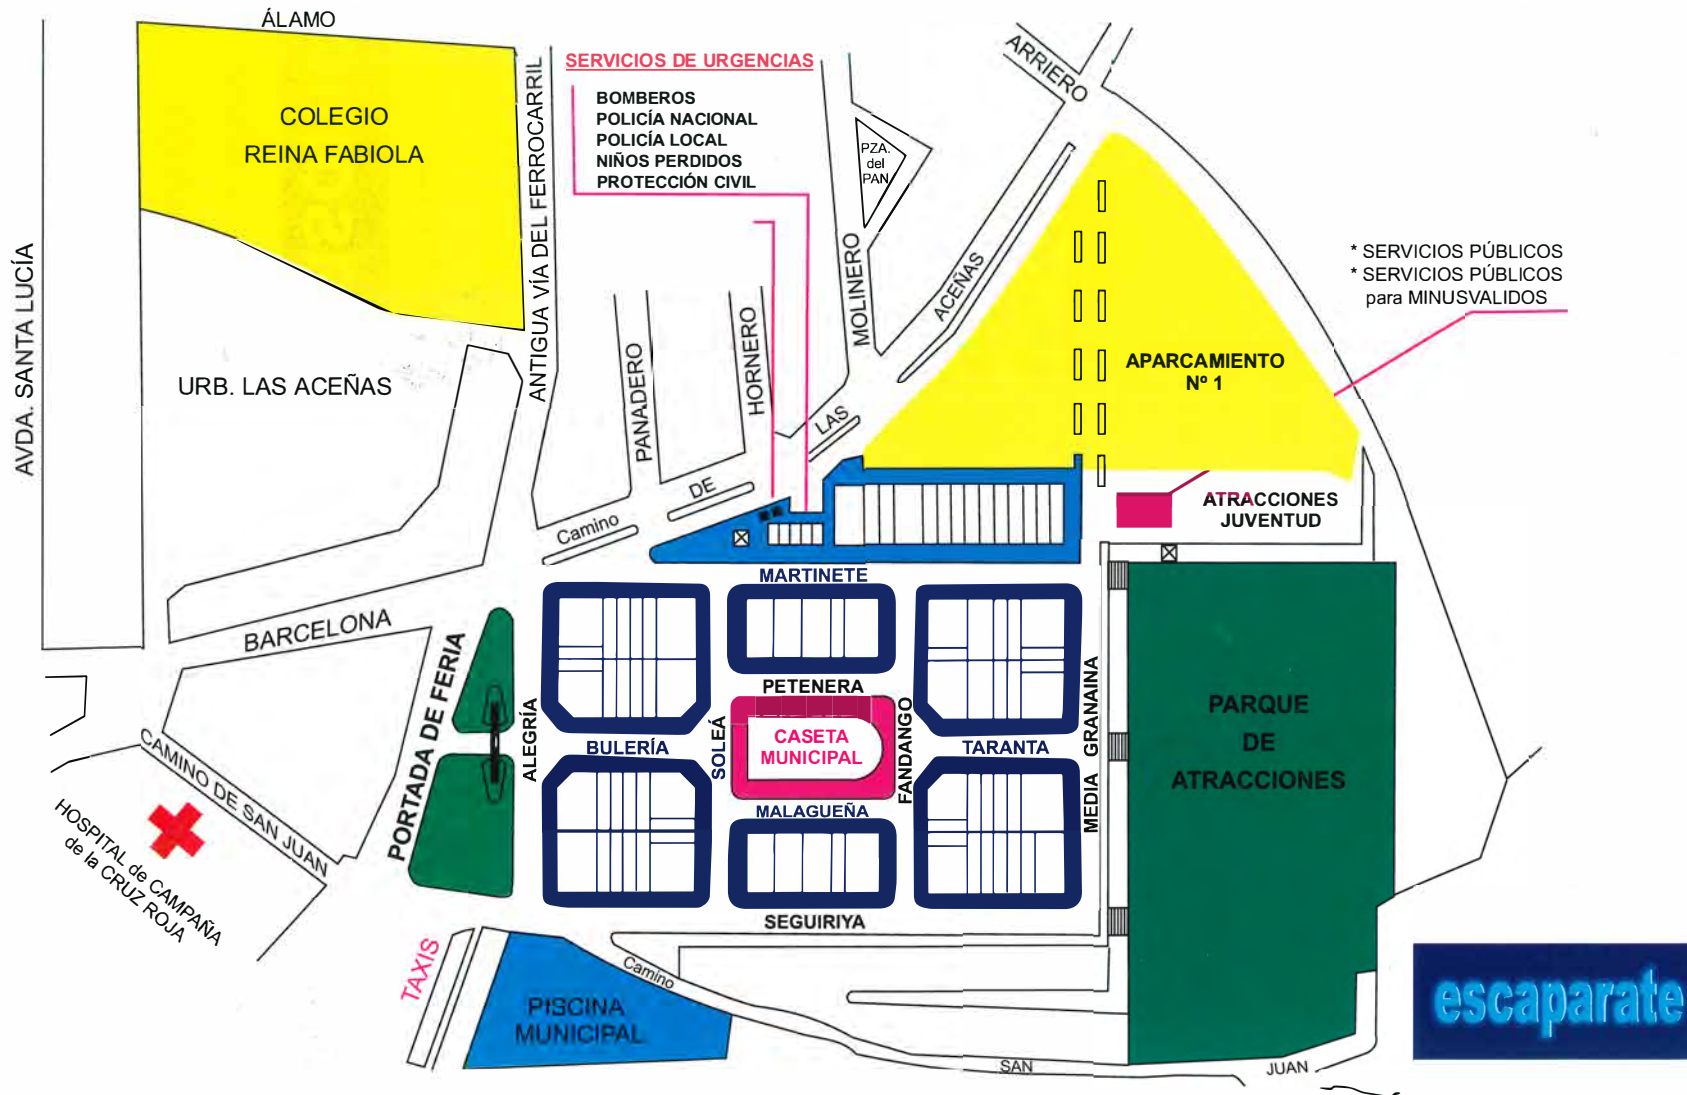 ÁLAMO
COLEGIO
REINA FABIOLA
AVDA. SANTA LUCÍA
URB. LAS ACEÑAS
ANTIGUA VÍA DEL FERROCARRIL
SERVICIOS DE URGENCIAS
BOMBEROS
POLICÍA NACIONAL
POLICÍA LOCAL
NIÑOS PERDIDOS
PROTECCIÓN CIVIL
PZA.
del
PAN
MOLINERO
ARRIERO
ACEÑAS
LAS
DE
Camino
PANADERO
HORNERO
* SERVICIOS PÚBLICOS
* SERVICIOS PÚBLICOS
para MINUSVALIDOS
APARCAMIENTO
Nº 1
ATRACCIONES
JUVENTUD
BARCELONA
PORTADA DE FERIA
ALEGRÍA
MARTINETE
PETENERA
BULERÍA
SOLEÁ
CASETA
MUNICIPAL
FANDANGO
TARANTA
MEDIA GRANAINA
MALAGUEÑA
SEGUIRIYA
PARQUE
DE
ATRACCIONES
CAMINO DE SAN JUAN
HOSPITAL de CAMPAÑA
de la CRUZ ROJA
TAXIS
PISCINA
MUNICIPAL
Camino
SAN
JUAN
escaparate